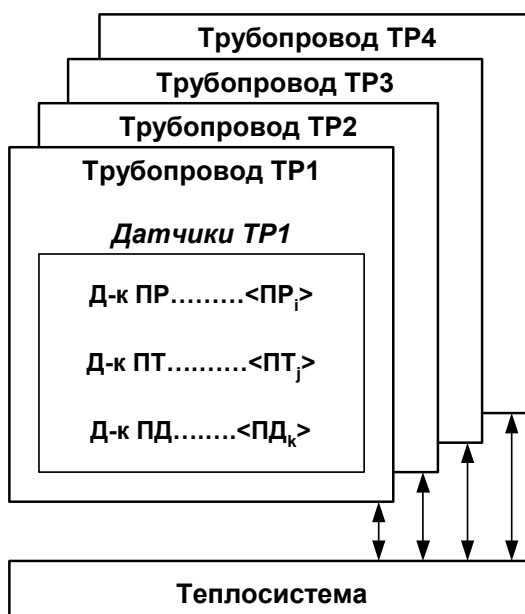 Трубопровод ТР4
Трубопровод ТР3
Трубопровод ТР2
Трубопровод ТР1
Датчики ТР1
Д-к ПР.........<ПРi>
Д-к ПТ..........<ПТj>
Д-к ПД........<ПДk>
Теплосистема